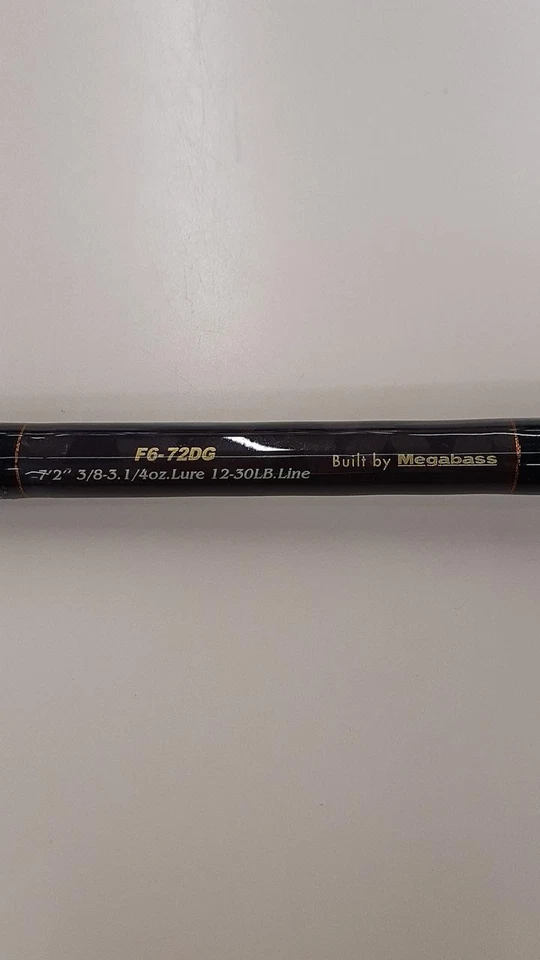 F6-72DG
7'2" 3/8-3.1/4oz.Lure 12-30LB.Line
Built by Megabass